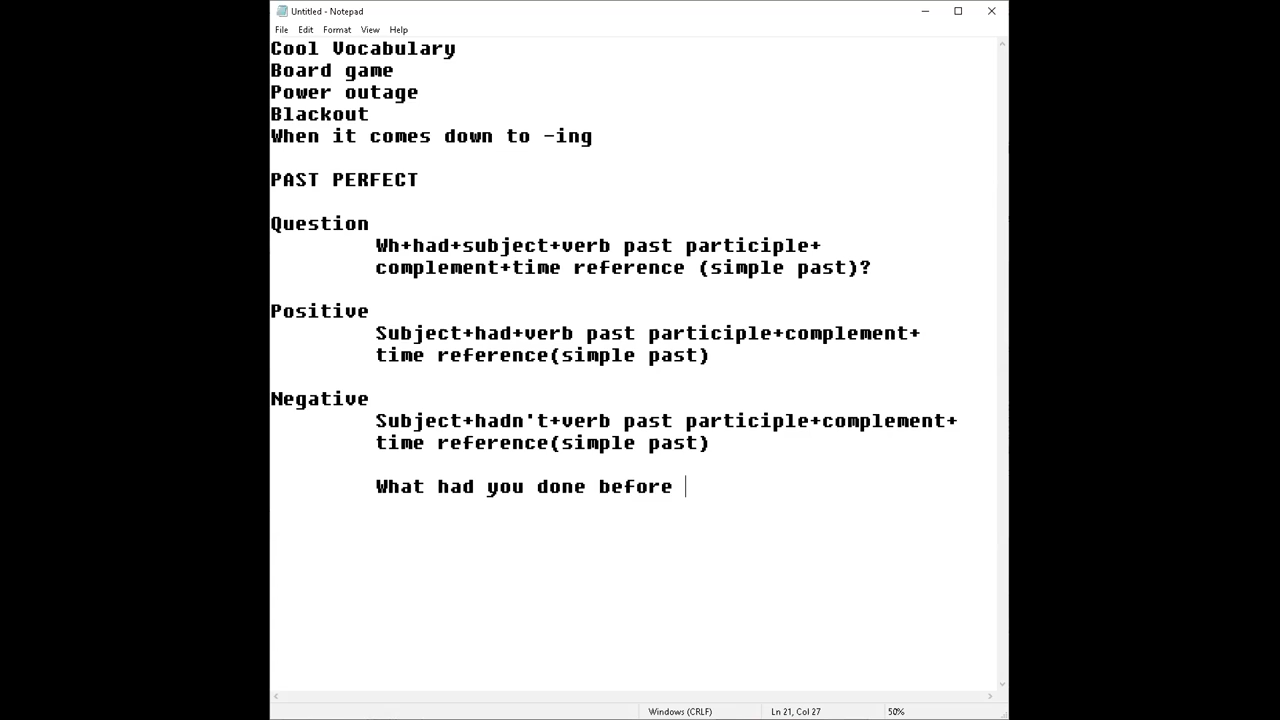 Untitled - Notepad
File Edit Format View Help
Cool Vocabulary
Board game
Power outage
Blackout
When it comes down to -ing
PAST PERFECT
Question
Wh+had+subject+verb past participle+
complement+time reference (simple past)?
Positive
Subject+had+verb past participle+complement+
time reference(simple past)
Negative
Subject+hadn't+verb past participle+complement+
time reference(simple past)
What had you done before
Windows (CRLF) Ln 21, Col 27 50%